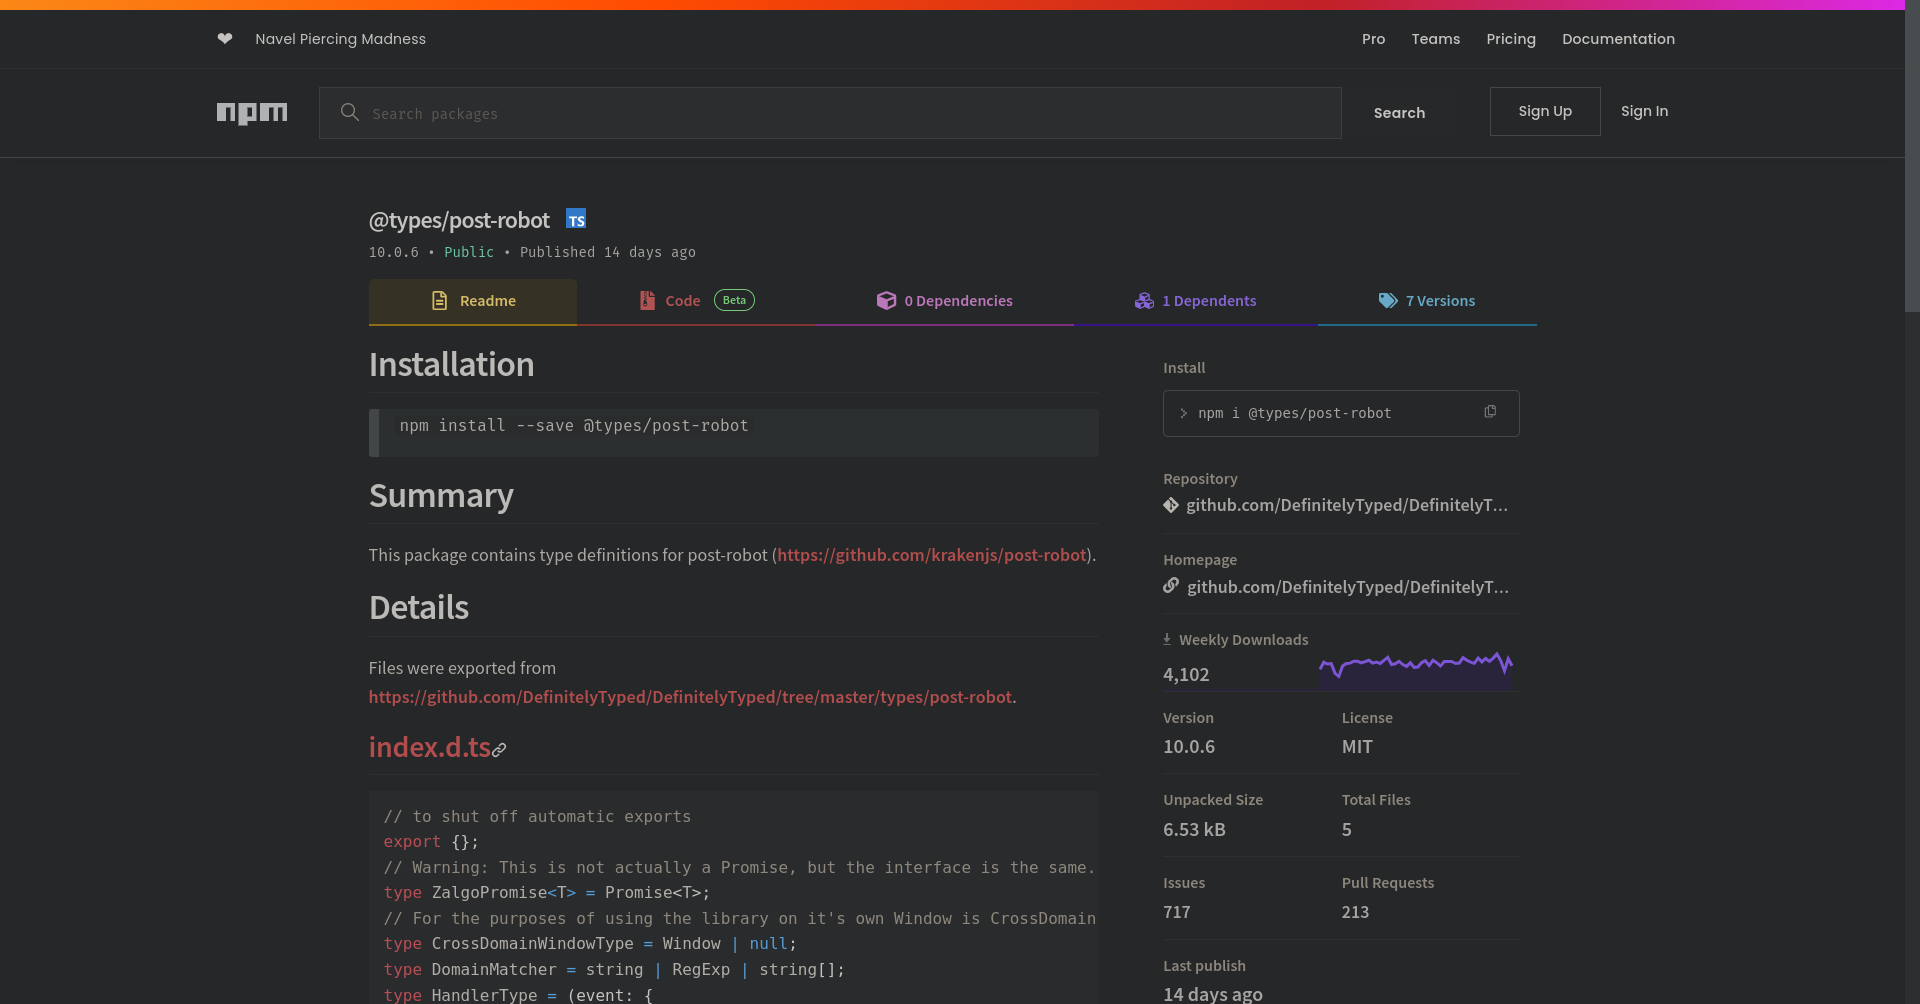 ❤ Navel Piercing Madness
Pro Teams Pricing Documentation
npm
Search packages
Search
Sign Up
Sign In
@types/post-robot TS
10.0.6 • Public • Published 14 days ago
Readme
Code Beta
0 Dependencies
1 Dependents
7 Versions
Installation
npm install --save @types/post-robot
Summary
This package contains type definitions for post-robot (https://github.com/krakenjs/post-robot).
Details
Files were exported from
https://github.com/DefinitelyTyped/DefinitelyTyped/tree/master/types/post-robot.
index.d.ts
// to shut off automatic exports
export {};
// Warning: This is not actually a Promise, but the interface is the same.
type ZalgoPromise<T> = Promise<T>;
// For the purposes of using the library on it's own Window is CrossDomain
type CrossDomainWindowType = Window | null;
type DomainMatcher = string | RegExp | string[];
type HandlerType = (event: {
Install
> npm i @types/post-robot
Repository
github.com/DefinitelyTyped/DefinitelyT...
Homepage
github.com/DefinitelyTyped/DefinitelyT...
Weekly Downloads
4,102
Version License
10.0.6 MIT
Unpacked Size Total Files
6.53 kB 5
Issues Pull Requests
717 213
Last publish
14 days ago